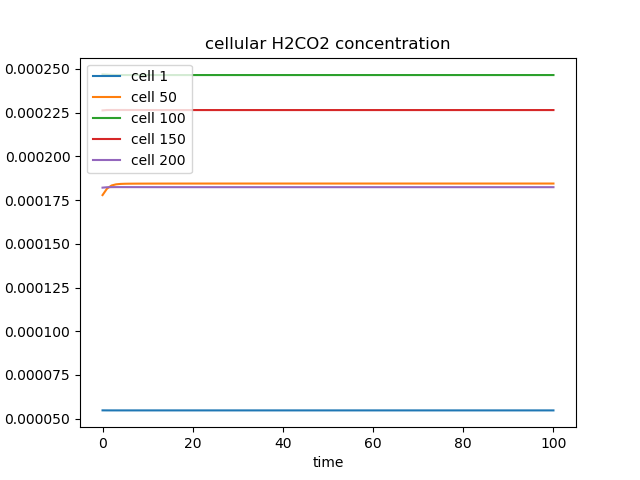 cellular H2CO2 concentration
0.000250
0.000225
0.000200
0.000175
0.000150
0.000125
0.000100
0.000075
0.000050
cell 1
cell 50
cell 100
cell 150
cell 200
0 20 40 60 80 100
time